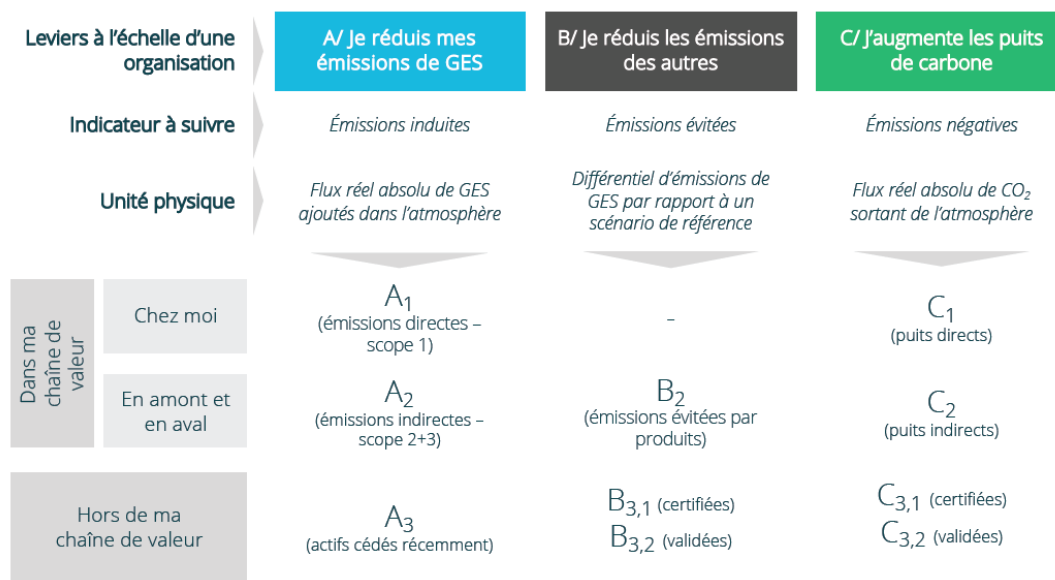 Leviers à l'échelle d'une
organisation
A/ Je réduis mes
émissions de GES
B/ Je réduis les émissions
des autres
C/ J'augmente les puits
de carbone
Indicateur à suivre
Émissions induites
Émissions évitées
Émissions négatives
Unité physique
Flux réel absolu de GES
ajoutés dans l'atmosphère
Différentiel d'émissions de
GES par rapport à un
scénario de référence
Flux réel absolu de CO₂
sortant de l'atmosphère
Dans ma
chaîne de
valeur
Chez moi
A₁
(émissions directes –
scope 1)
–
C₁
(puits directs)
En amont et
en aval
A₂
(émissions indirectes –
scope 2+3)
B₂
(émissions évitées par
produits)
C₂
(puits indirects)
Hors de ma
chaîne de valeur
A₃
(actifs cédés récemment)
B₃,₁ (certifiées)
B₃,₂ (validées)
C₃,₁ (certifiées)
C₃,₂ (validées)